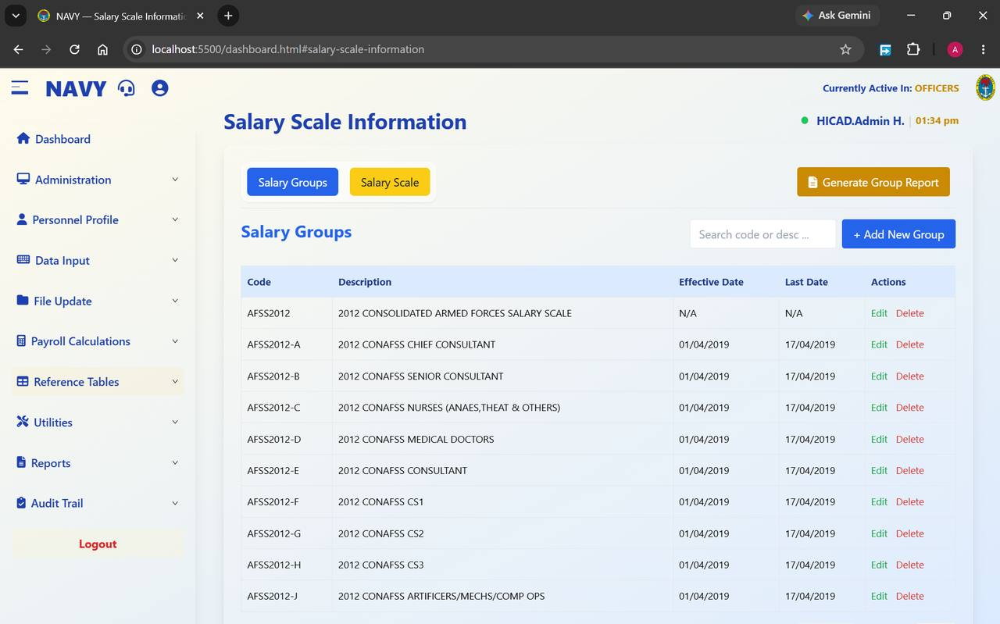 NAVY — Salary Scale Informatic
Ask Gemini
localhost:5500/dashboard.html#salary-scale-information
A
NAVY
Currently Active In: OFFICERS
Salary Scale Information
HICAD.Admin H. | 01:34 pm
Dashboard
Administration
Personnel Profile
Data Input
File Update
Payroll Calculations
Reference Tables
Utilities
Reports
Audit Trail
Logout
Salary Groups
Salary Scale
Generate Group Report
Salary Groups
Search code or desc ...
+ Add New Group
Code Description Effective Date Last Date Actions
AFSS2012 2012 CONSOLIDATED ARMED FORCES SALARY SCALE N/A N/A Edit Delete
AFSS2012-A 2012 CONAFSS CHIEF CONSULTANT 01/04/2019 17/04/2019 Edit Delete
AFSS2012-B 2012 CONAFSS SENIOR CONSULTANT 01/04/2019 17/04/2019 Edit Delete
AFSS2012-C 2012 CONAFSS NURSES (ANAES,THEAT & OTHERS) 01/04/2019 17/04/2019 Edit Delete
AFSS2012-D 2012 CONAFSS MEDICAL DOCTORS 01/04/2019 17/04/2019 Edit Delete
AFSS2012-E 2012 CONAFSS CONSULTANT 01/04/2019 17/04/2019 Edit Delete
AFSS2012-F 2012 CONAFSS CS1 01/04/2019 17/04/2019 Edit Delete
AFSS2012-G 2012 CONAFSS CS2 01/04/2019 17/04/2019 Edit Delete
AFSS2012-H 2012 CONAFSS CS3 01/04/2019 17/04/2019 Edit Delete
AFSS2012-J 2012 CONAFSS ARTIFICERS/MECHS/COMP OPS 01/04/2019 17/04/2019 Edit Delete